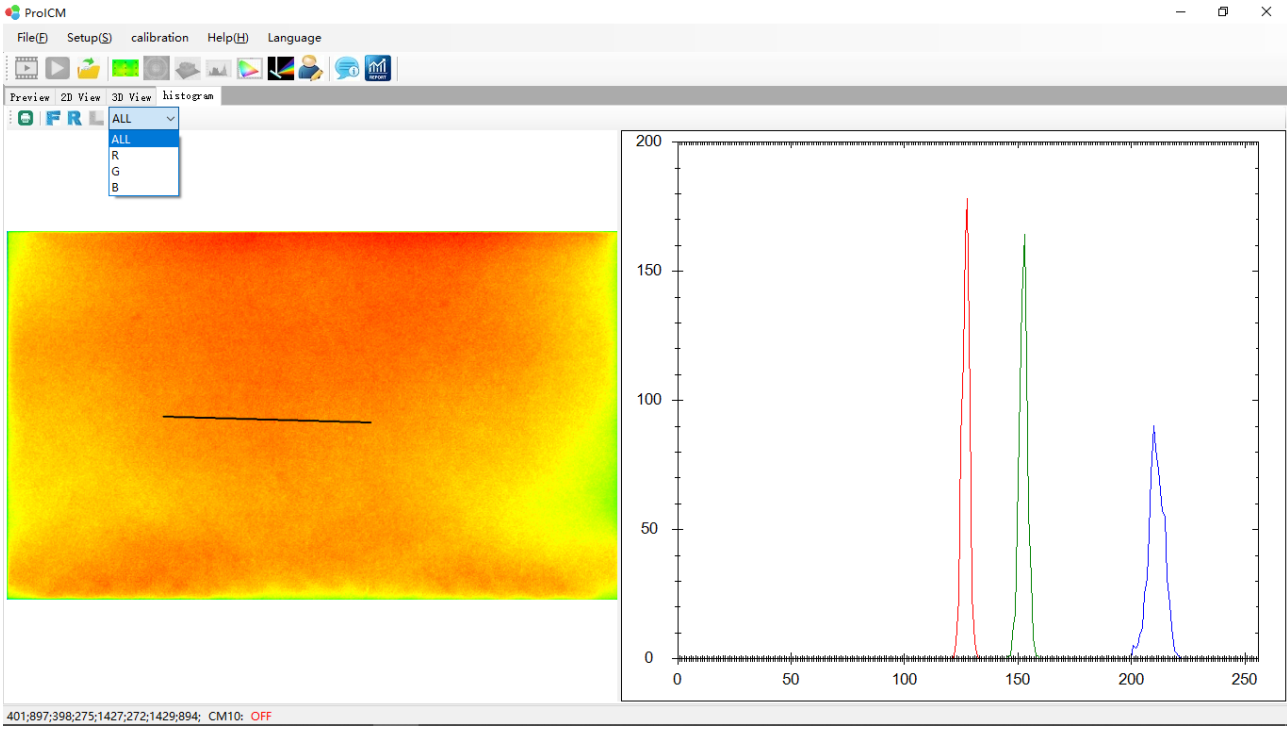 ProICM
File(F) Setup(S) calibration Help(H) Language
REPORT
Preview 2D View 3D View histogram
F R L ALL
ALL
R
G
B
200
150
100
50
0
0 50 100 150 200 250
401;897;398;275;1427;272;1429;894; CM10: OFF